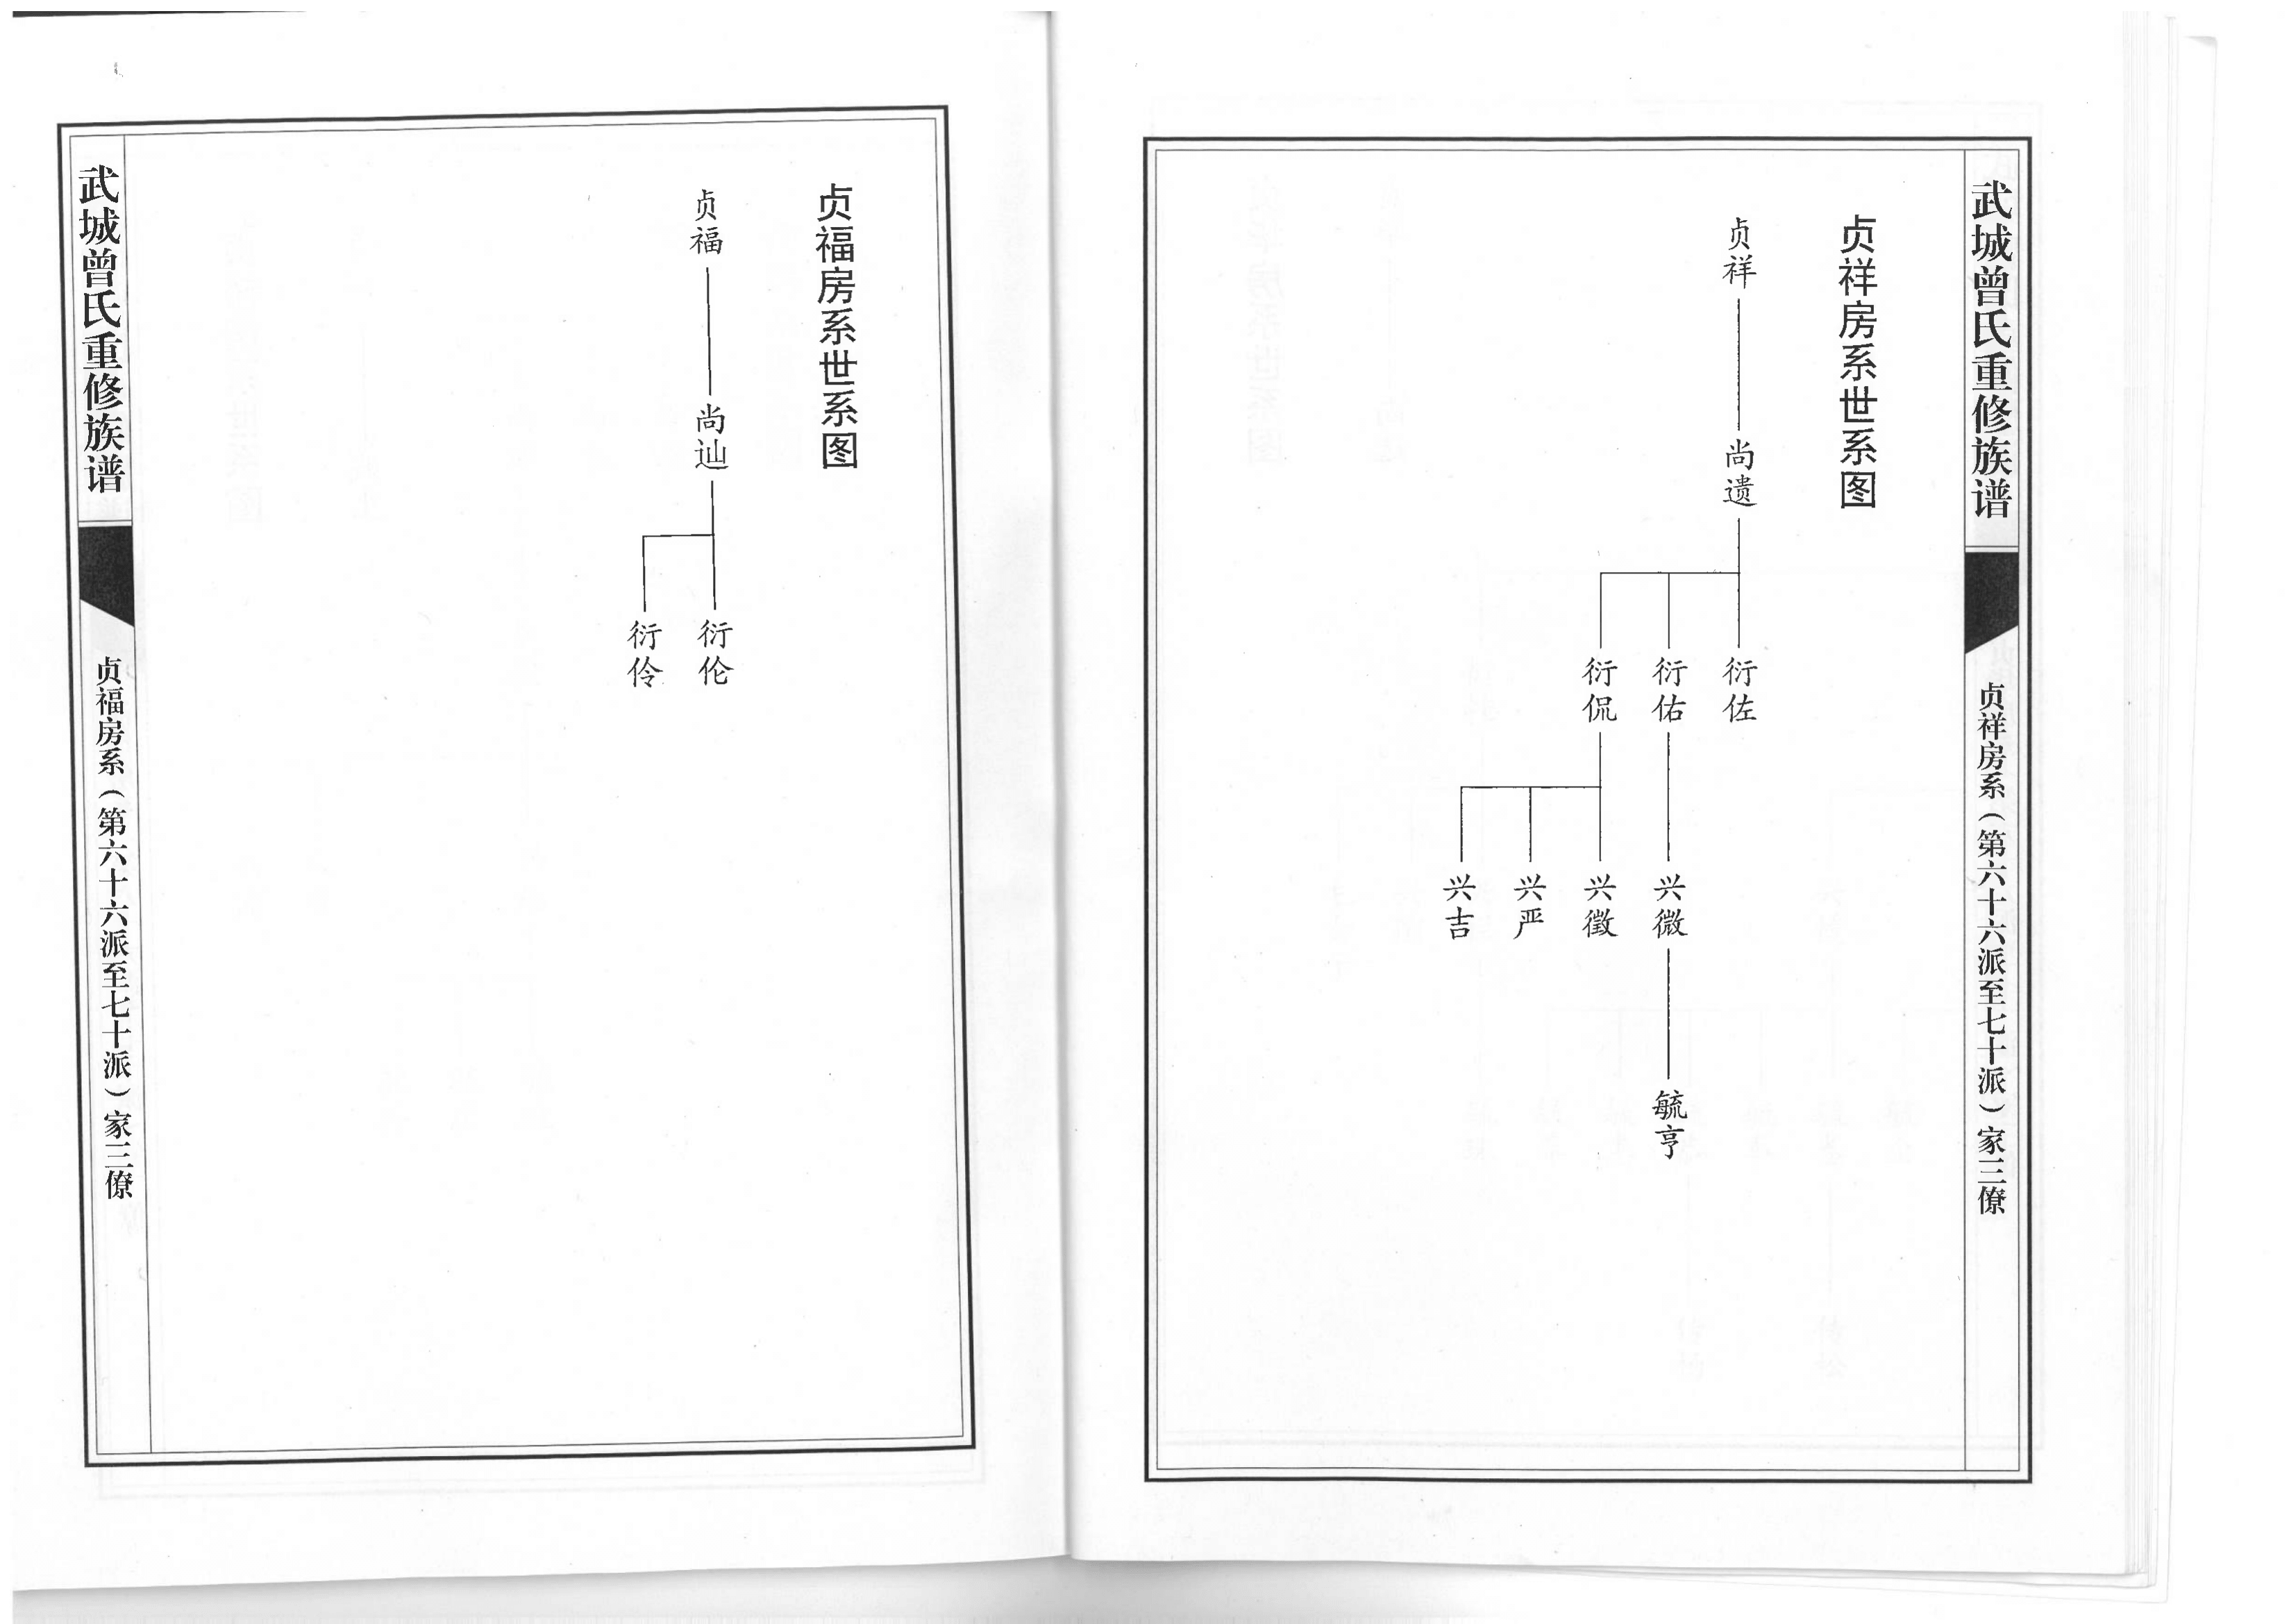 武城曾氏重修族谱
贞祥房系（第六十六派至七十派）家三僚
贞祥房系世系图
贞祥
尚遗
衍佐
衍佑
衍侃
兴微
兴徵
兴严
兴吉
毓亨
贞福房系世系图
贞福
尚辿
衍伦
衍伶
武城曾氏重修族谱
贞福房系（第六十六派至七十派）家三僚